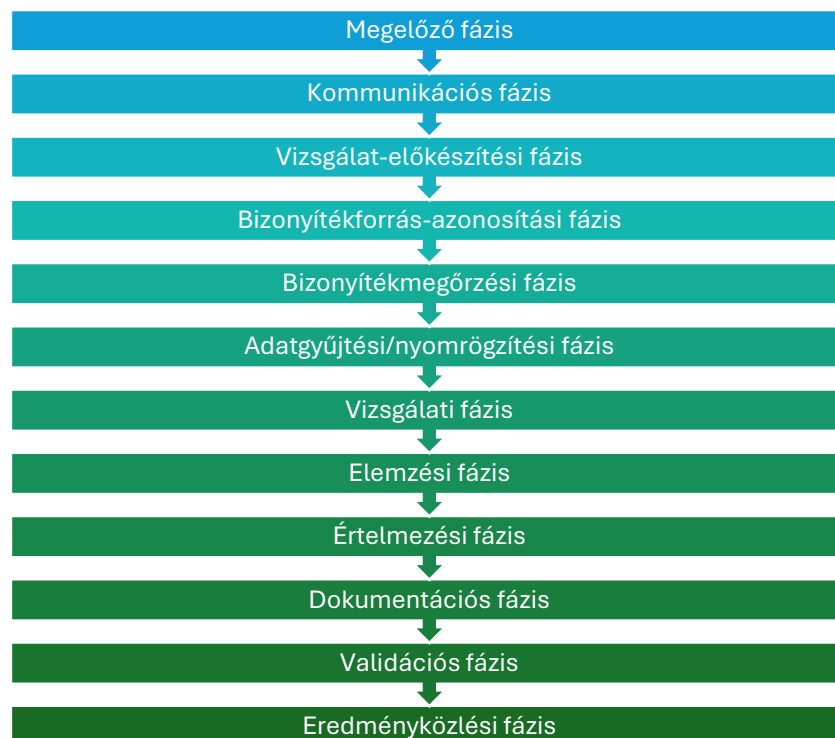 Megelőző fázis
Kommunikációs fázis
Vizsgálat-előkészítési fázis
Bizonyítékforrás-azonosítási fázis
Bizonyítékmegőrzési fázis
Adatgyűjtési/nyomrögzítési fázis
Vizsgálati fázis
Elemzési fázis
Értelmezési fázis
Dokumentációs fázis
Validációs fázis
Eredményközlési fázis